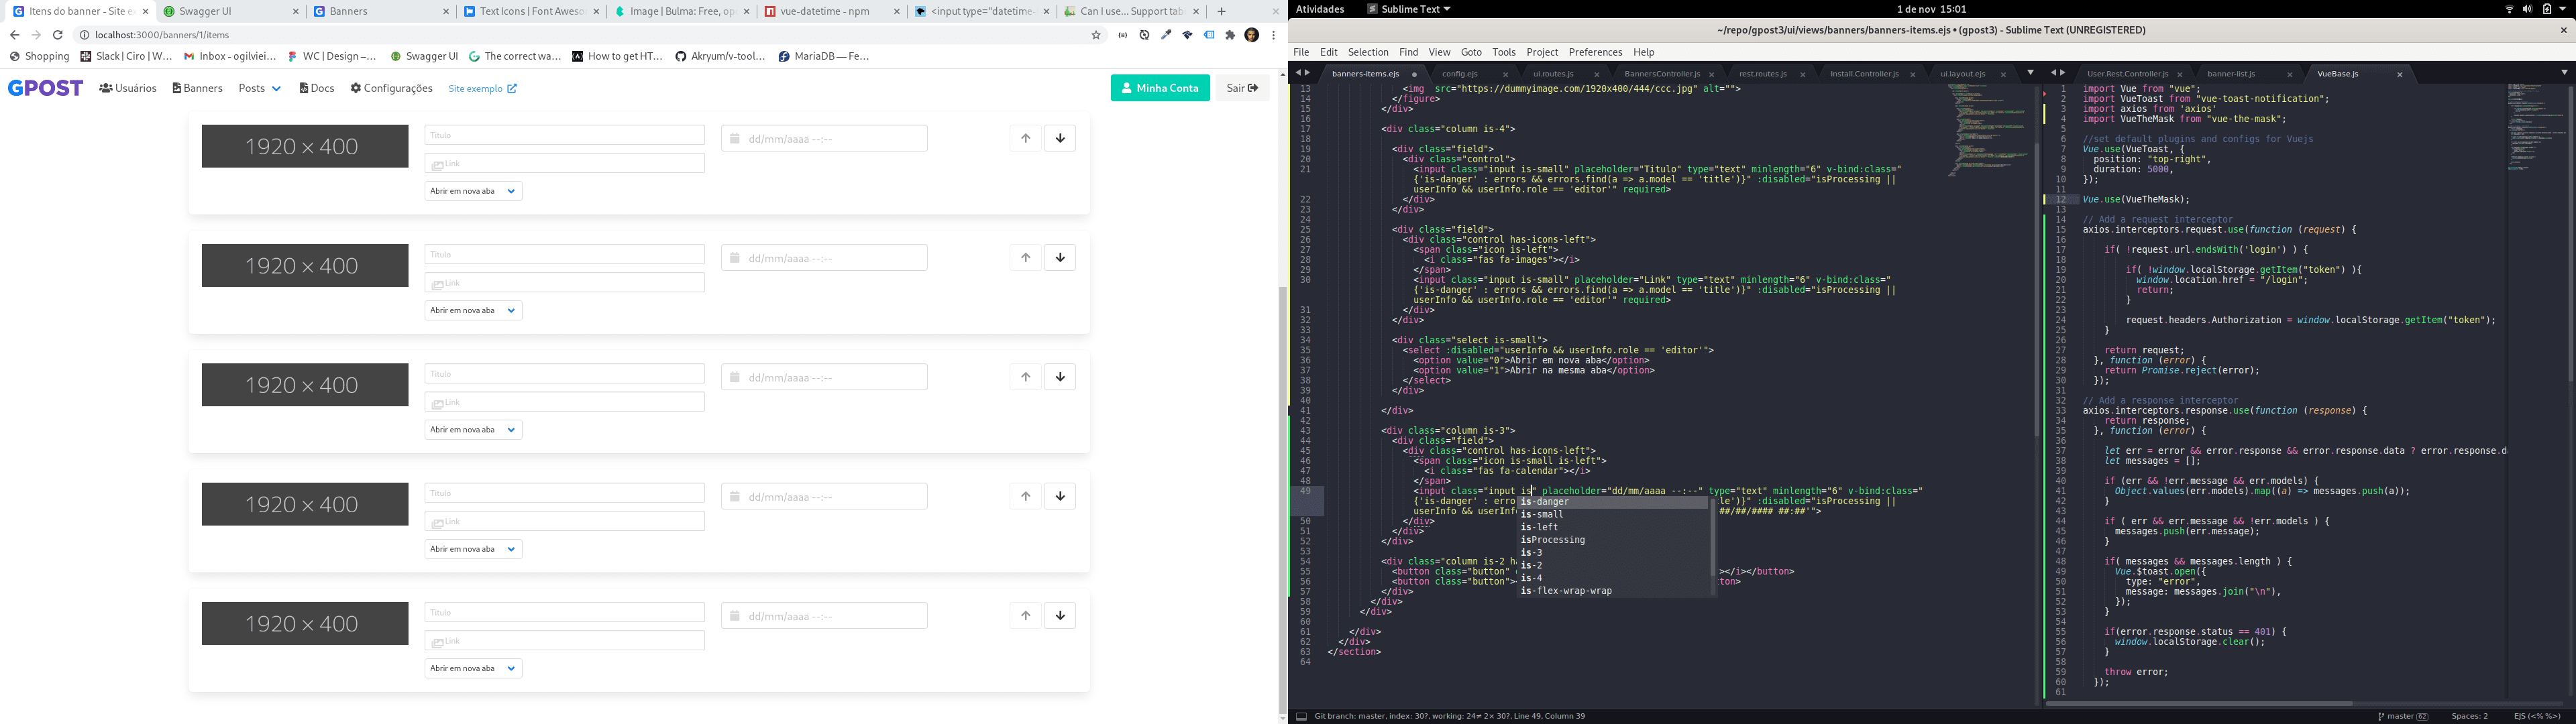 Itens do banner - Site ex
Swagger UI
Banners
Text Icons | Font Aweso
Image | Bulma: Free, op
vue-datetime - npm
<input type="datetime-
Can I use... Support tab
localhost:3000/banners/1/items
Shopping
Slack | Ciro | W...
Inbox - ogilviei...
WC | Design –...
Swagger UI
The correct wa...
How to get HT...
Akryum/v-tool...
MariaDB — Fe...
GPOST
Usuários
Banners
Posts
Docs
Configurações
Site exemplo
Minha Conta
Sair
1920 × 400
Titulo
Link
Abrir em nova aba
dd/mm/aaaa --:--
1920 × 400
Titulo
Link
Abrir em nova aba
dd/mm/aaaa --:--
1920 × 400
Titulo
Link
Abrir em nova aba
dd/mm/aaaa --:--
1920 × 400
Titulo
Link
Abrir em nova aba
dd/mm/aaaa --:--
1920 × 400
Titulo
Link
Abrir em nova aba
dd/mm/aaaa --:--
Atividades
Sublime Text
1 de nov 15:01
~/repo/gpost3/ui/views/banners/banners-items.ejs • (gpost3) - Sublime Text (UNREGISTERED)
File Edit Selection Find View Goto Tools Project Preferences Help
banners-items.ejs
config.ejs
ui.routes.js
BannersController.js
rest.routes.js
Install.Controller.js
ui.layout.ejs
13 <img src="https://dummyimage.com/1920x400/444/ccc.jpg" alt="">
14 </figure>
15 </div>
16
17 <div class="column is-4">
18
19 <div class="field">
20 <div class="control">
21 <input class="input is-small" placeholder="Titulo" type="text" minlength="6" v-bind:class="
{'is-danger' : errors && errors.find(a => a.model == 'title')}" :disabled="isProcessing ||
userInfo && userInfo.role == 'editor'" required>
22 </div>
23 </div>
24
25 <div class="field">
26 <div class="control has-icons-left">
27 <span class="icon is-left">
28 <i class="fas fa-images"></i>
29 </span>
30 <input class="input is-small" placeholder="Link" type="text" minlength="6" v-bind:class="
{'is-danger' : errors && errors.find(a => a.model == 'title')}" :disabled="isProcessing ||
userInfo && userInfo.role == 'editor'" required>
31 </div>
32 </div>
33
34 <div class="select is-small">
35 <select :disabled="userInfo && userInfo.role == 'editor'">
36 <option value="0">Abrir em nova aba</option>
37 <option value="1">Abrir na mesma aba</option>
38 </select>
39 </div>
40
41 </div>
42
43 <div class="column is-3">
44 <div class="field">
45 <div class="control has-icons-left">
46 <span class="icon is-small is-left">
47 <i class="fas fa-calendar"></i>
48 </span>
49 <input class="input is" placeholder="dd/mm/aaaa --:--" type="text" minlength="6" v-bind:class="
{'is-danger' : erro le')}" :disabled="isProcessing ||
userInfo && userInf ##/##/#### ##:##'">
50 </div>
51 </div>
52 </div>
53
54 <div class="column is-2 h
55 <button class="button" ></i></button>
56 <button class="button"> ton>
57 </div>
58 </div>
59 </div>
60
61 </div>
62 </div>
63 </section>
64
is-danger
is-small
is-left
isProcessing
is-3
is-2
is-4
is-flex-wrap-wrap
User.Rest.Controller.js
banner-list.js
VueBase.js
1 import Vue from "vue";
2 import VueToast from "vue-toast-notification";
3 import axios from 'axios'
4 import VueTheMask from "vue-the-mask";
5
6 //set default plugins and configs for Vuejs
7 Vue.use(VueToast, {
8 position: "top-right",
9 duration: 5000,
10 });
11
12 Vue.use(VueTheMask);
13
14 // Add a request interceptor
15 axios.interceptors.request.use(function (request) {
16
17 if( !request.url.endsWith('login') ) {
18
19 if( !window.localStorage.getItem("token") ){
20 window.location.href = "/login";
21 return;
22 }
23
24 request.headers.Authorization = window.localStorage.getItem("token");
25 }
26
27 return request;
28 }, function (error) {
29 return Promise.reject(error);
30 });
31
32 // Add a response interceptor
33 axios.interceptors.response.use(function (response) {
34 return response;
35 }, function (error) {
36
37 let err = error && error.response && error.response.data ? error.response.d
38 let messages = [];
39
40 if (err && !err.message && err.models) {
41 Object.values(err.models).map((a) => messages.push(a));
42 }
43
44 if ( err && err.message && !err.models ) {
45 messages.push(err.message);
46 }
47
48 if( messages && messages.length ) {
49 Vue.$toast.open({
50 type: "error",
51 message: messages.join("\n"),
52 });
53 }
54
55 if(error.response.status == 401) {
56 window.localStorage.clear();
57 }
58
59 throw error;
60 });
61
Git branch: master, index: 30?, working: 24≠ 2× 30?, Line 49, Column 39
master 62
Spaces: 2
EJS (<% %>)